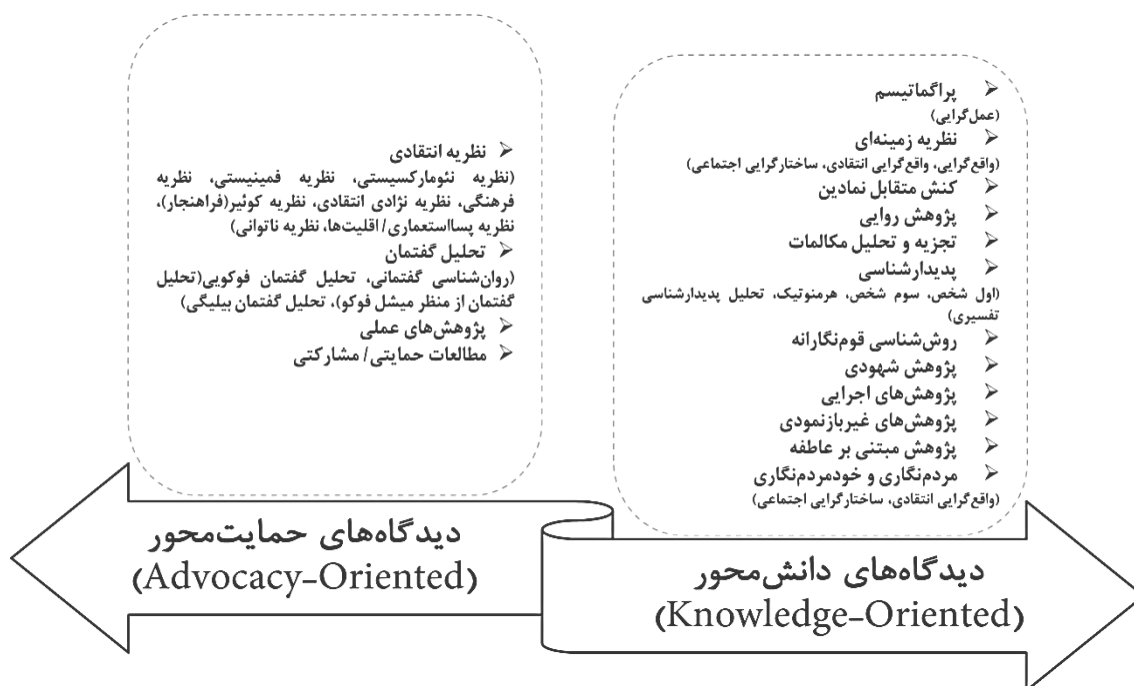 ➢ پراگماتیسم
(عمل‌گرایی)
➢ نظریه زمینه‌ای
(واقع‌گرایی، واقع‌گرایی انتقادی، ساختارگرایی اجتماعی)
➢ کنش متقابل نمادین
➢ پژوهش روایی
➢ تجزیه و تحلیل مکالمات
➢ پدیدارشناسی
(اول شخص، سوم شخص، هرمنوتیک، تحلیل پدیدارشناسی
تفسیری)
➢ روش‌شناسی قوم‌نگارانه
➢ پژوهش شهودی
➢ پژوهش‌های اجرایی
➢ پژوهش‌های غیربازنمودی
➢ پژوهش مبتنی بر عاطفه
➢ مردم‌نگاری و خودمردم‌نگاری
(واقع‌گرایی انتقادی، ساختارگرایی اجتماعی)
دیدگاه‌های دانش‌محور
(Knowledge-Oriented)
➢ نظریه انتقادی
(نظریه نئومارکسیستی، نظریه فمینیستی، نظریه
فرهنگی، نظریه نژادی انتقادی، نظریه کوئیر(فراهنجار)،
نظریه پسااستعماری/ اقلیت‌ها، نظریه ناتوانی)
➢ تحلیل گفتمان
(روان‌شناسی گفتمانی، تحلیل گفتمان فوکویی(تحلیل
گفتمان از منظر میشل فوکو)، تحلیل گفتمان بیلیگی)
➢ پژوهش‌های عملی
➢ مطالعات حمایتی/ مشارکتی
دیدگاه‌های حمایت‌محور
(Advocacy-Oriented)